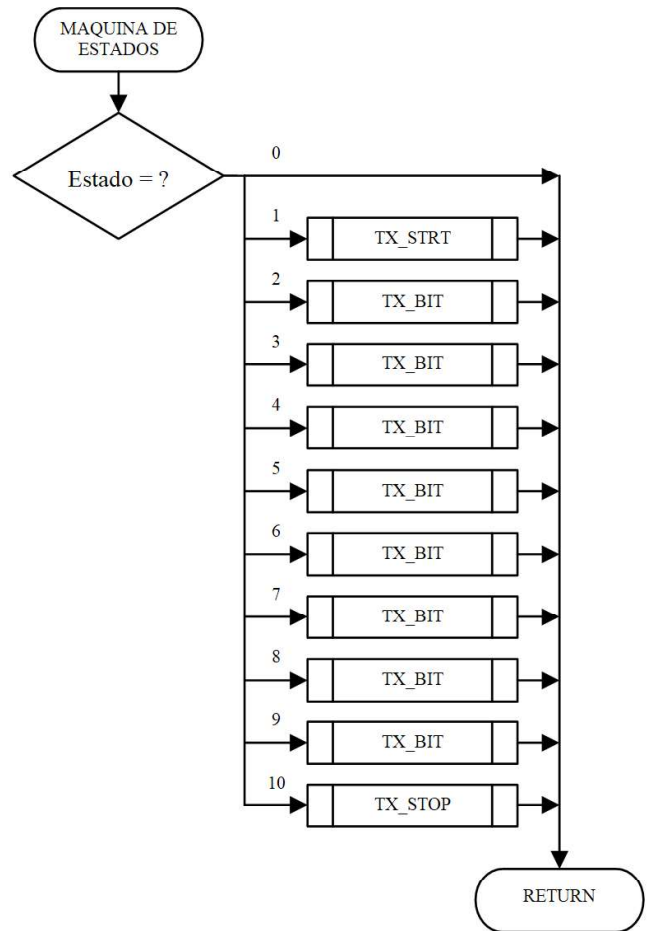 MAQUINA DE
ESTADOS
Estado = ?
0
1
TX_STRT
2
TX_BIT
3
TX_BIT
4
TX_BIT
5
TX_BIT
6
TX_BIT
7
TX_BIT
8
TX_BIT
9
TX_BIT
10
TX_STOP
RETURN